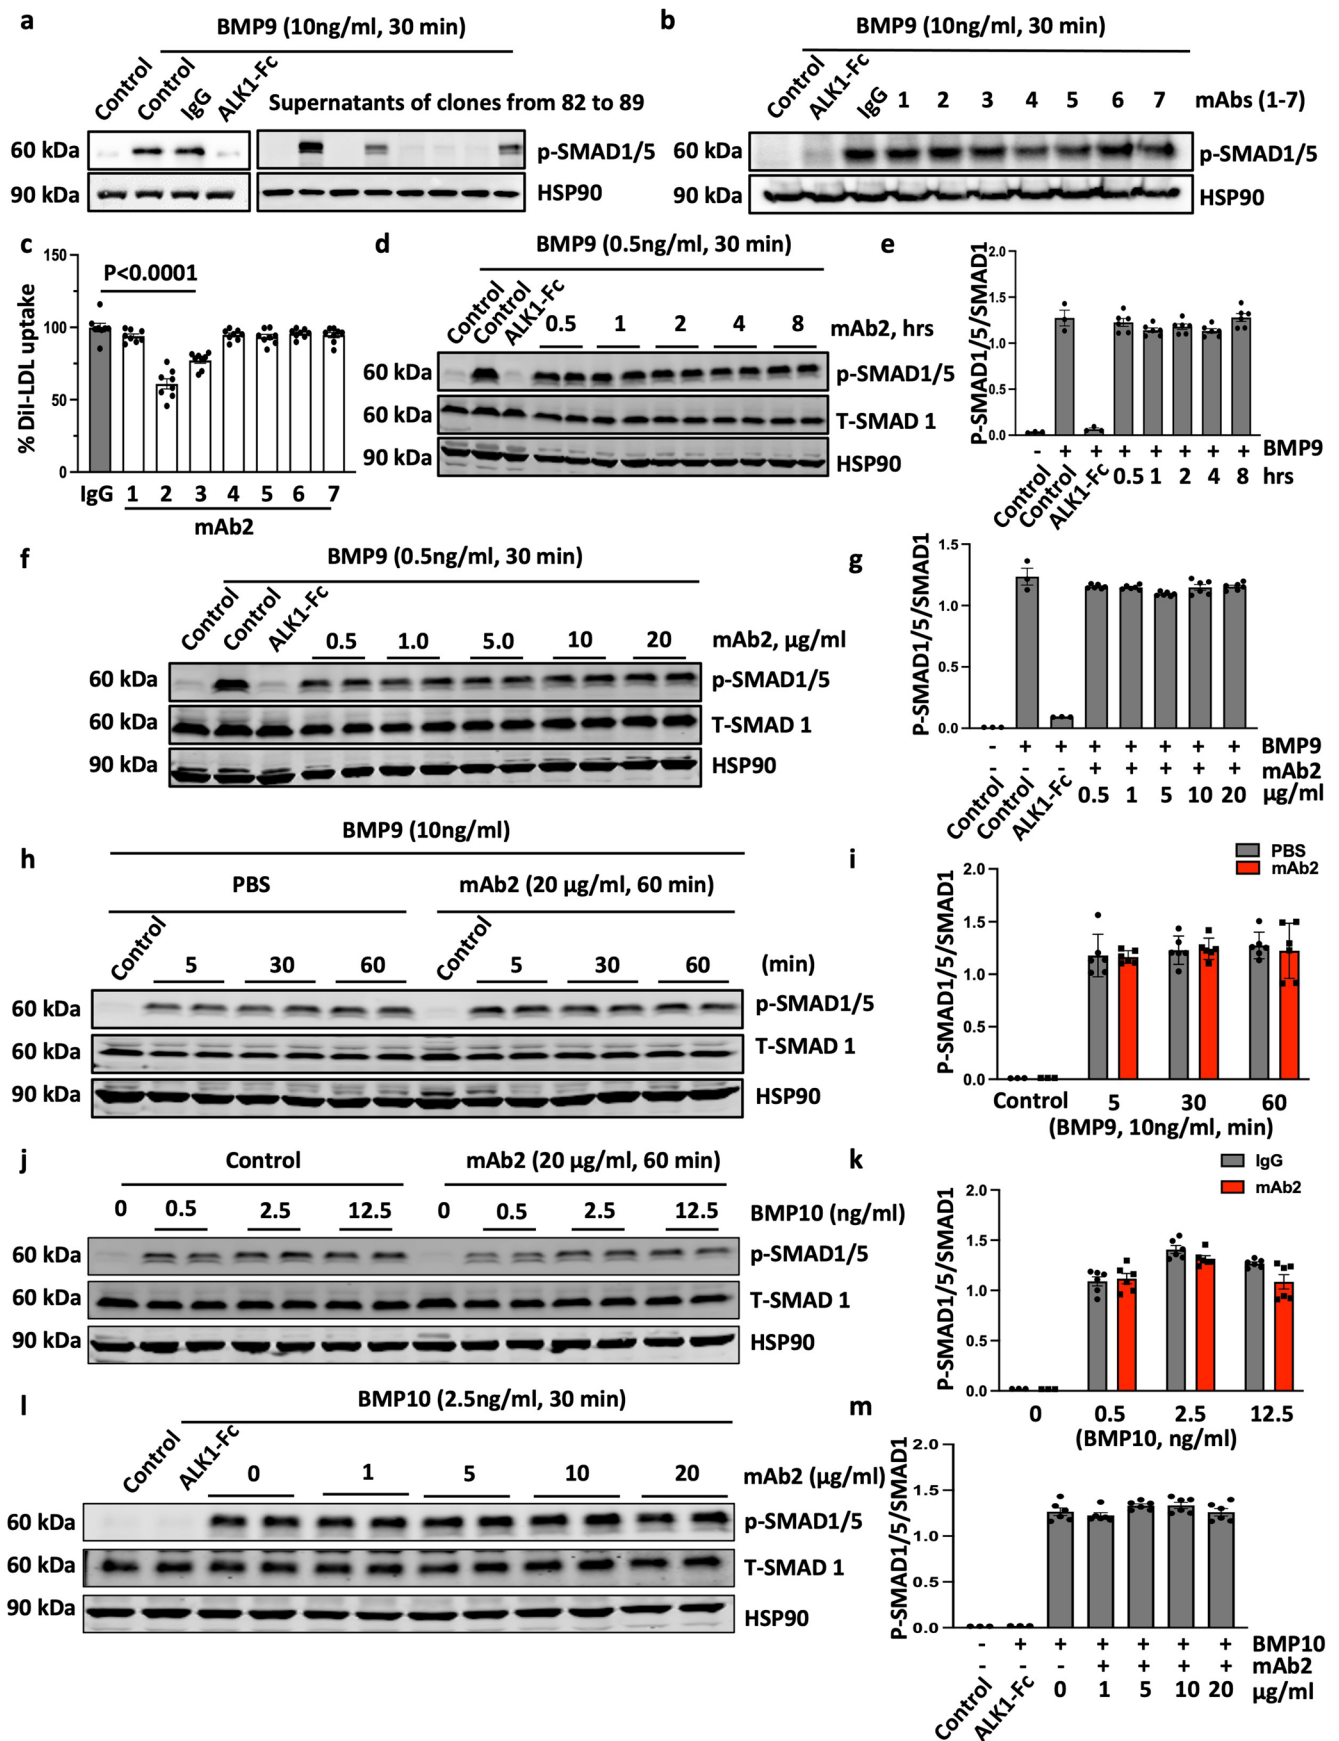 a
BMP9 (10ng/ml, 30 min)
Control
Control
IgG
ALK1-Fc
Supernatants of clones from 82 to 89
60 kDa
p-SMAD1/5
90 kDa
HSP90
b
BMP9 (10ng/ml, 30 min)
Control
ALK1-Fc
IgG
1 2 3 4 5 6 7
mAbs (1-7)
60 kDa
p-SMAD1/5
90 kDa
HSP90
c
% Dil-LDL uptake
150
100
50
0
P<0.0001
IgG 1 2 3 4 5 6 7
mAb2
d
BMP9 (0.5ng/ml, 30 min)
Control
Control
ALK1-Fc
0.5 1 2 4 8
mAb2, hrs
60 kDa
p-SMAD1/5
60 kDa
T-SMAD 1
90 kDa
HSP90
e
P-SMAD1/5/SMAD1
2.0
1.5
1.0
0.5
0.0
- + + + + + + + BMP9
Control
Control
ALK1-Fc
0.5 1 2 4 8 hrs
f
BMP9 (0.5ng/ml, 30 min)
Control
Control
ALK1-Fc
0.5 1.0 5.0 10 20
mAb2, µg/ml
60 kDa
p-SMAD1/5
60 kDa
T-SMAD 1
90 kDa
HSP90
g
P-SMAD1/5/SMAD1
1.5
1.0
0.5
0.0
- + + + + + + + BMP9
+ + + + + mAb2
Control
Control
ALK1-Fc
0.5 1 5 10 20 µg/ml
h
BMP9 (10ng/ml)
PBS
mAb2 (20 µg/ml, 60 min)
Control
5 30 60
Control
5 30 60
(min)
60 kDa
p-SMAD1/5
60 kDa
T-SMAD 1
90 kDa
HSP90
i
PBS
mAb2
P-SMAD1/5/SMAD1
2.0
1.5
1.0
0.5
0.0
Control 5 30 60
(BMP9, 10ng/ml, min)
j
Control
mAb2 (20 µg/ml, 60 min)
0 0.5 2.5 12.5 0 0.5 2.5 12.5
BMP10 (ng/ml)
60 kDa
p-SMAD1/5
60 kDa
T-SMAD 1
90 kDa
HSP90
k
IgG
mAb2
P-SMAD1/5/SMAD1
2.0
1.5
1.0
0.5
0.0
0 0.5 2.5 12.5
(BMP10, ng/ml)
l
BMP10 (2.5ng/ml, 30 min)
Control
ALK1-Fc
0 1 5 10 20
mAb2 (µg/ml)
60 kDa
p-SMAD1/5
60 kDa
T-SMAD 1
90 kDa
HSP90
m
P-SMAD1/5/SMAD1
2.0
1.5
1.0
0.5
0.0
- + + + + + + BMP10
- - - + + + + mAb2
Control
ALK1-Fc
0 1 5 10 20 µg/ml